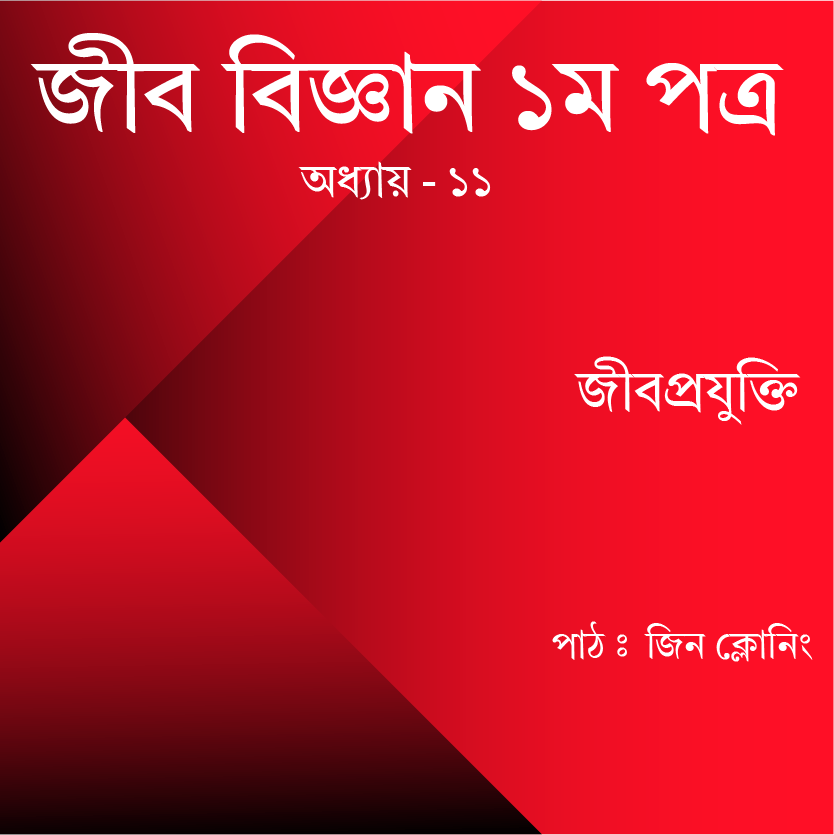 জীব বিজ্ঞান ১ম পত্র
অধ্যায় - ১১
জীবপ্রযুক্তি
পাঠ ঃ জিন ক্লোনিং